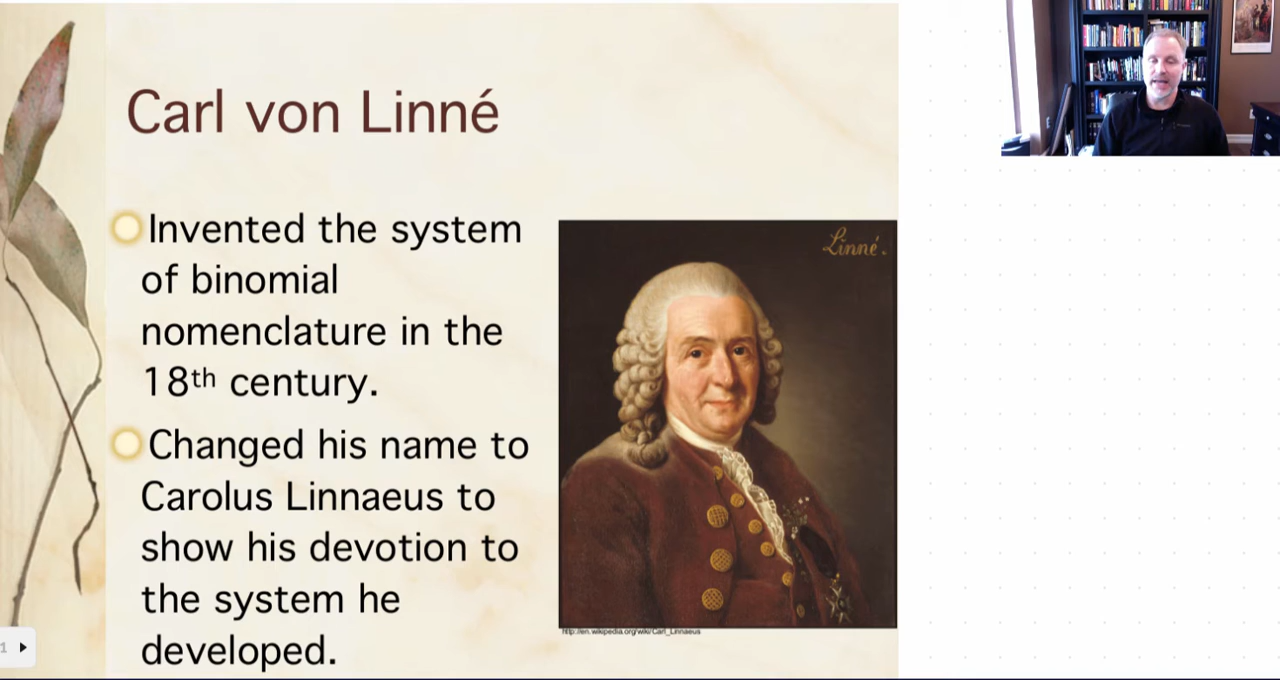 Carl von Linné
Invented the system
of binomial
nomenclature in the
18th century.
Changed his name to
Carolus Linnaeus to
show his devotion to
the system he
developed.
Linné.
http://en.wikipedia.org/wiki/Carl_Linnaeus
1